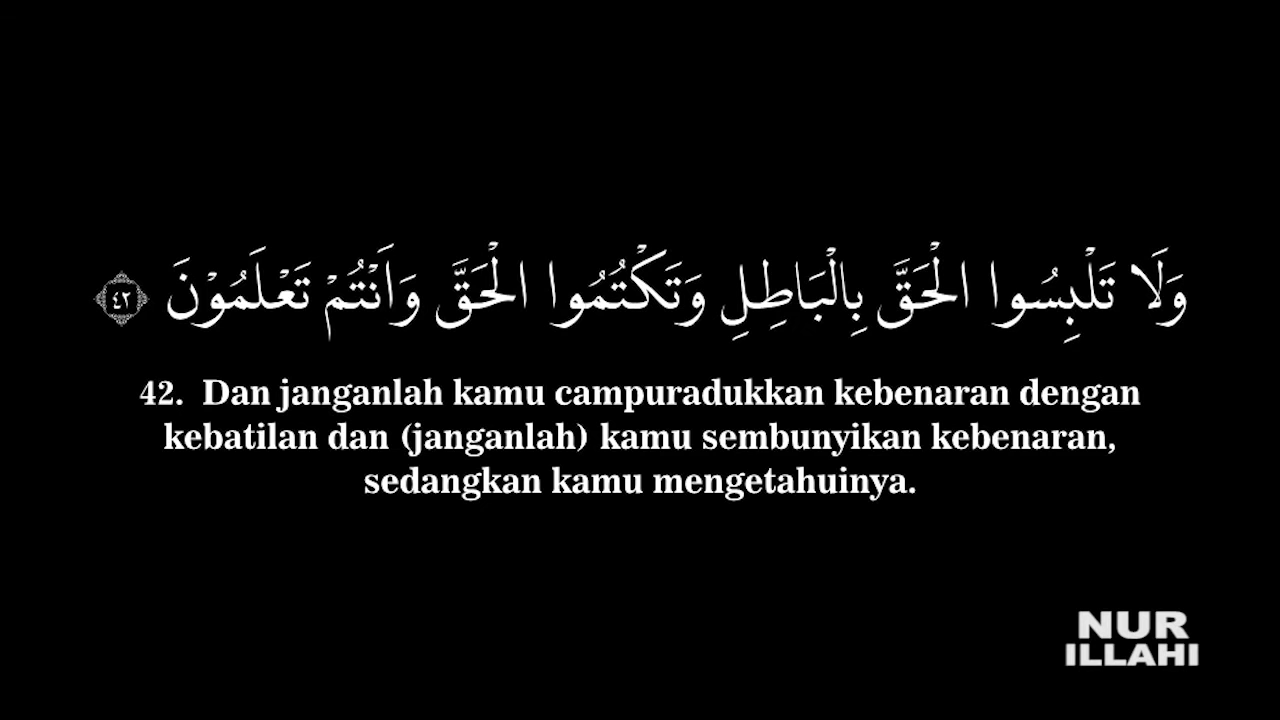 وَلَا تَلْبِسُوا الْحَقَّ بِالْبَاطِلِ وَتَكْتُمُوا الْحَقَّ وَاَنْتُمْ تَعْلَمُوْنَ ٤٢
42. Dan janganlah kamu campuradukkan kebenaran dengan
kebatilan dan (janganlah) kamu sembunyikan kebenaran,
sedangkan kamu mengetahuinya.
NUR
ILLAHI